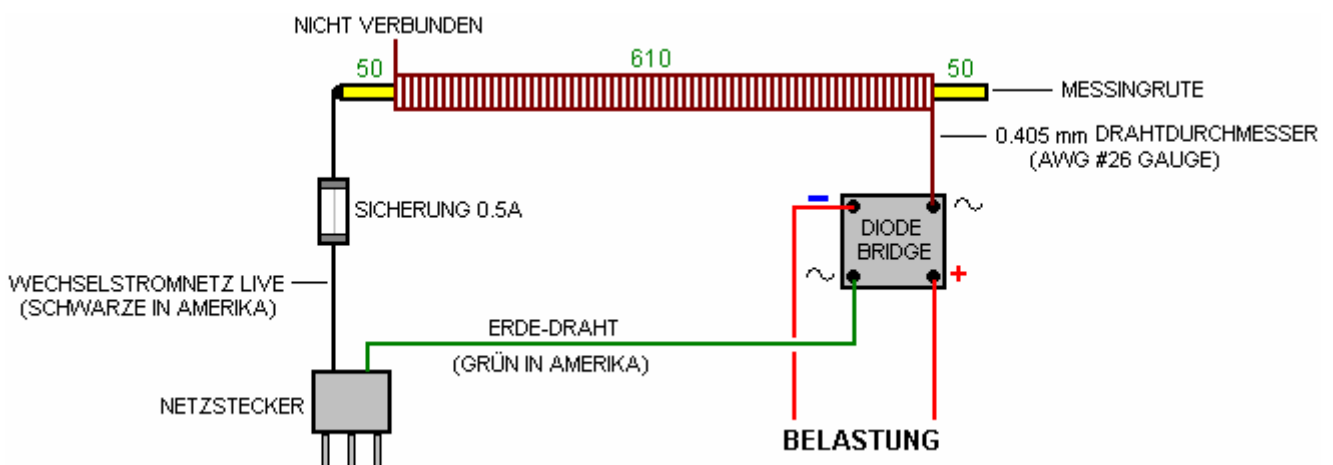 NICHT VERBUNDEN
50
610
50
MESSINGRUTE
0.405 mm DRAHTDURCHMESSER
(AWG #26 GAUGE)
SICHERUNG 0.5A
-
~
DIODE
BRIDGE
~
+
WECHSELSTROMNETZ LIVE
(SCHWARZE IN AMERIKA)
ERDE-DRAHT
(GRÜN IN AMERIKA)
NETZSTECKER
BELASTUNG